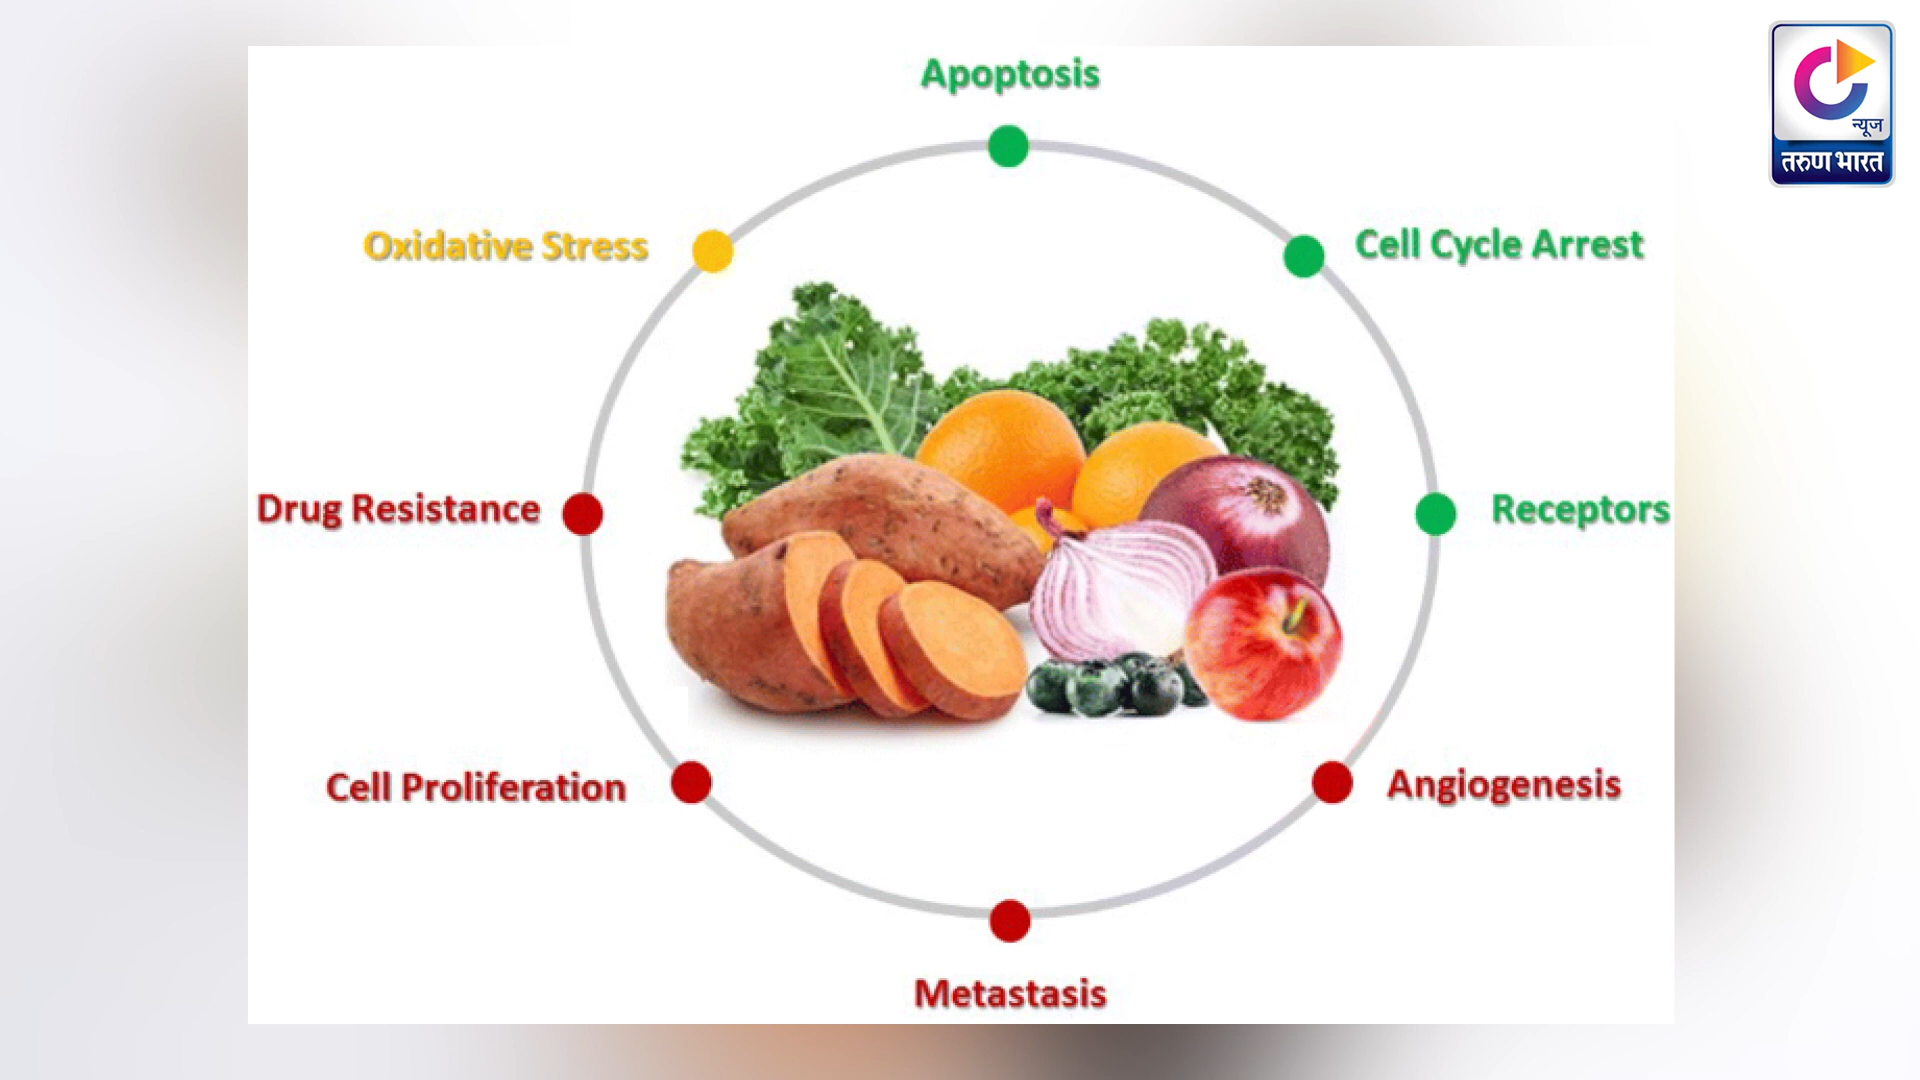 Apoptosis
न्यूज
तरुण भारत
Oxidative Stress
Cell Cycle Arrest
Drug Resistance
Receptors
Cell Proliferation
Angiogenesis
Metastasis